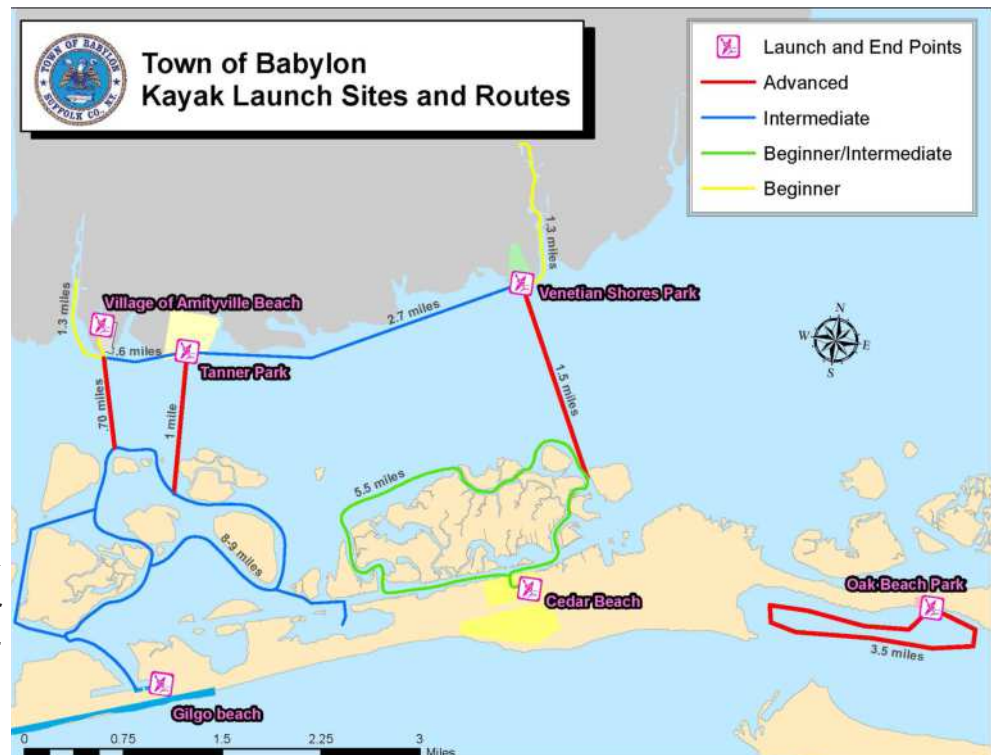 Town of Babylon
Kayak Launch Sites and Routes
TOWN OF BABYLON
SUFFOLK CO., N.Y.
Launch and End Points
Advanced
Intermediate
Beginner/Intermediate
Beginner
1.3 miles
1.3 miles
Venetian Shores Park
Village of Amityville Beach
2.7 miles
N
W E
S
.6 miles
Tanner Park
1.5 miles
.70 miles
1 mile
5.5 miles
8-9 miles
Cedar Beach
Oak Beach Park
3.5 miles
Gilgo beach
0 0.75 1.5 2.25 3
Miles